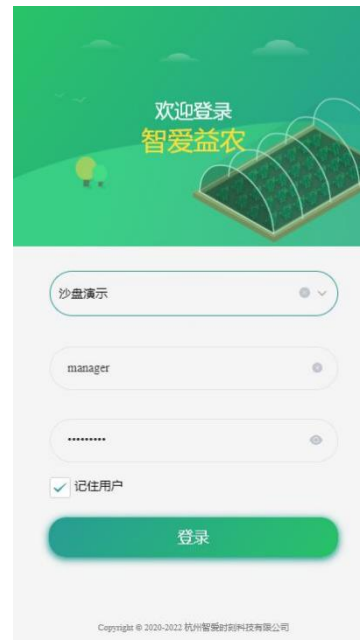 欢迎登录
智爱益农
沙盘演示
manager
•••••••••
记住用户
登录
Copyright © 2020-2022 杭州智爱时刻科技有限公司